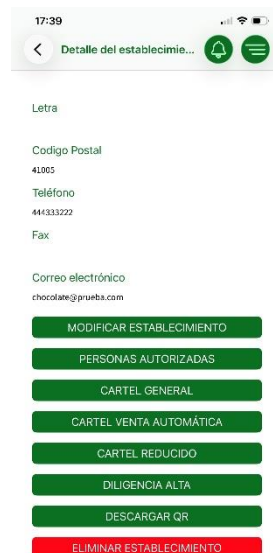 17:39
Detalle del establecimie...
Letra
Codigo Postal
41005
Teléfono
444333222
Fax
Correo electrónico
chocolate@prueba.com
MODIFICAR ESTABLECIMIENTO
PERSONAS AUTORIZADAS
CARTEL GENERAL
CARTEL VENTA AUTOMÁTICA
CARTEL REDUCIDO
DILIGENCIA ALTA
DESCARGAR QR
ELIMINAR ESTABLECIMIENTO